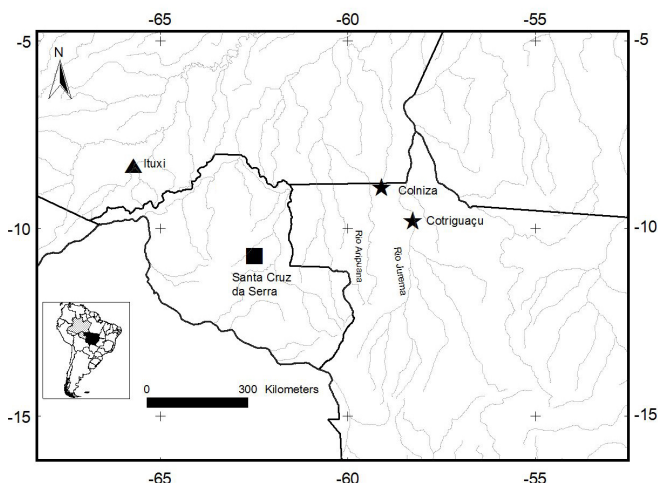 -65
-60
-55
-5
-5
N
Ituxi
Colniza
Cotriguaçu
-10
-10
Rio Aripuana
Rio Jurema
Santa Cruz
da Serra
0
300 Kilometers
-15
-15
-65
-60
-55